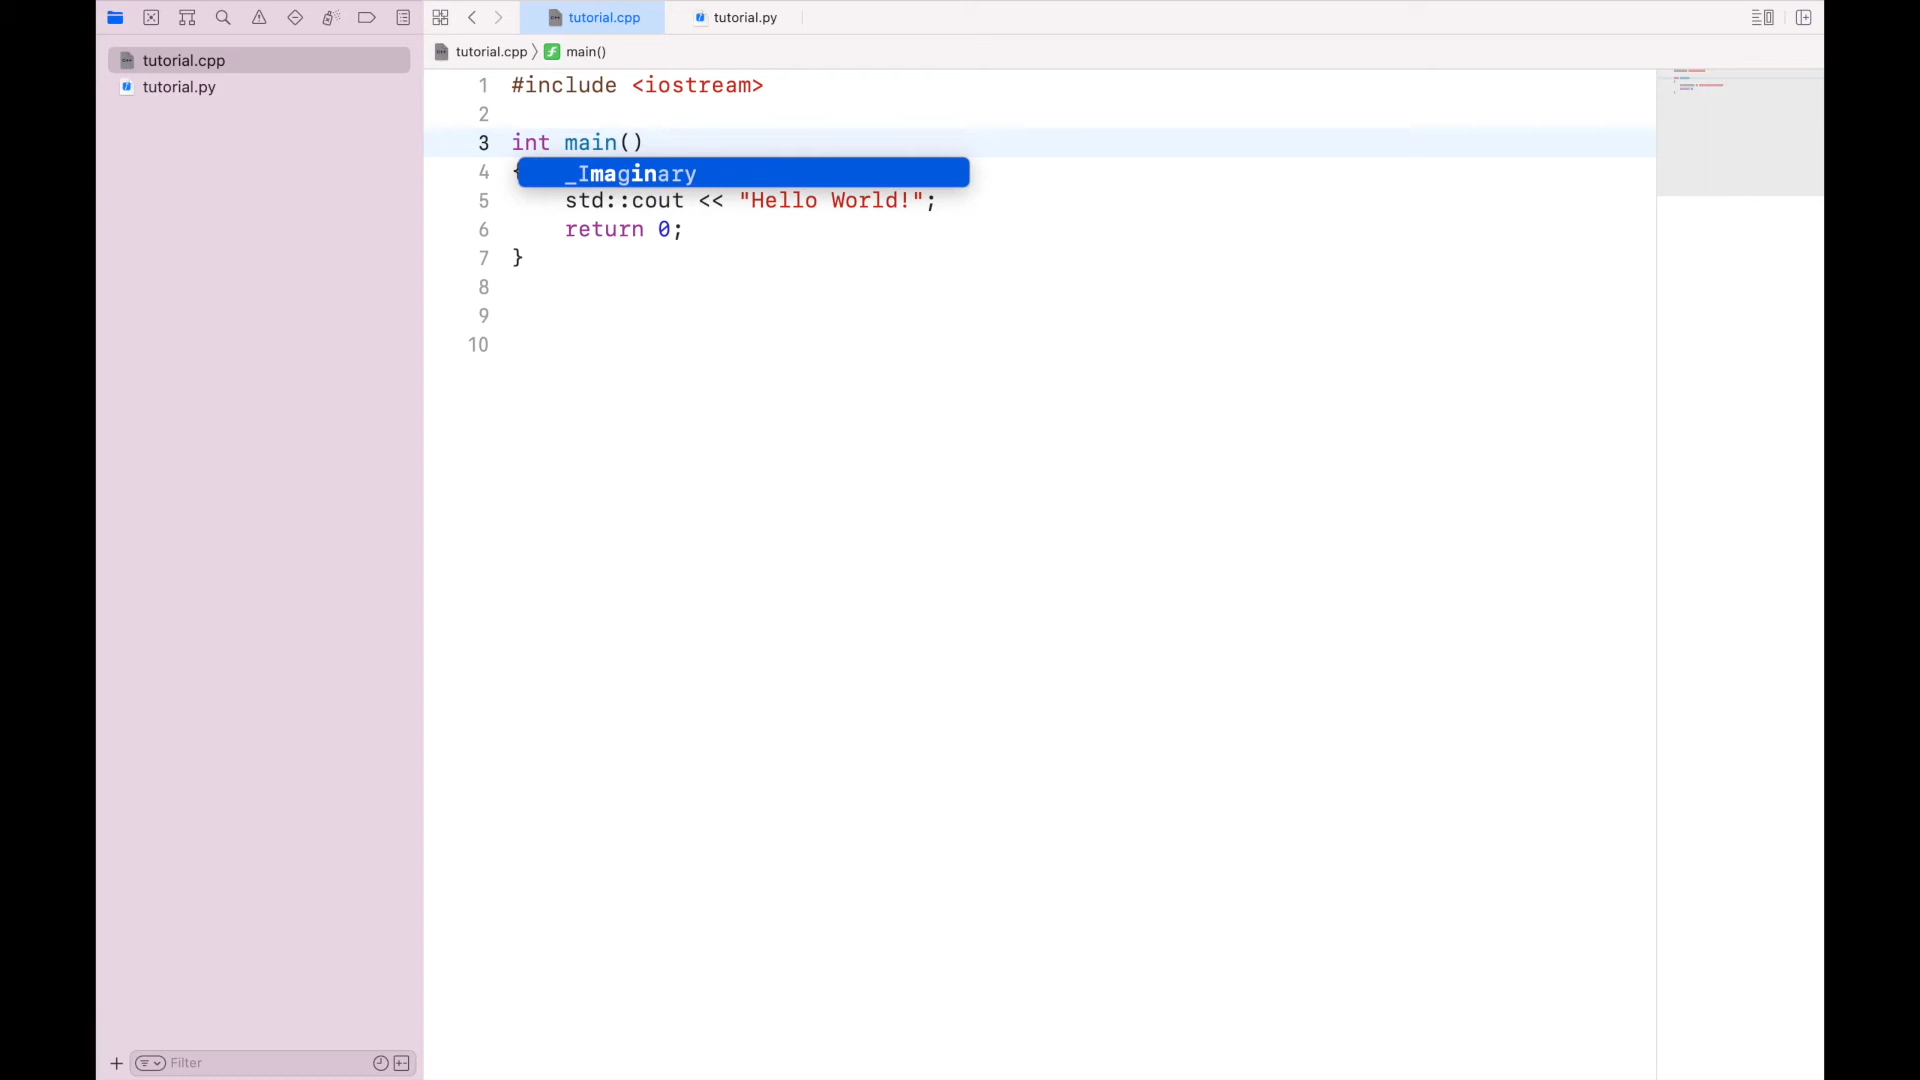 tutorial.cpp
tutorial.py
tutorial.cpp
tutorial.py
tutorial.cpp
main()
1 #include <iostream>
2
3 int main()
_Imaginary
4 {
5 std::cout << "Hello World!";
6 return 0;
7 }
8
9
10
Filter